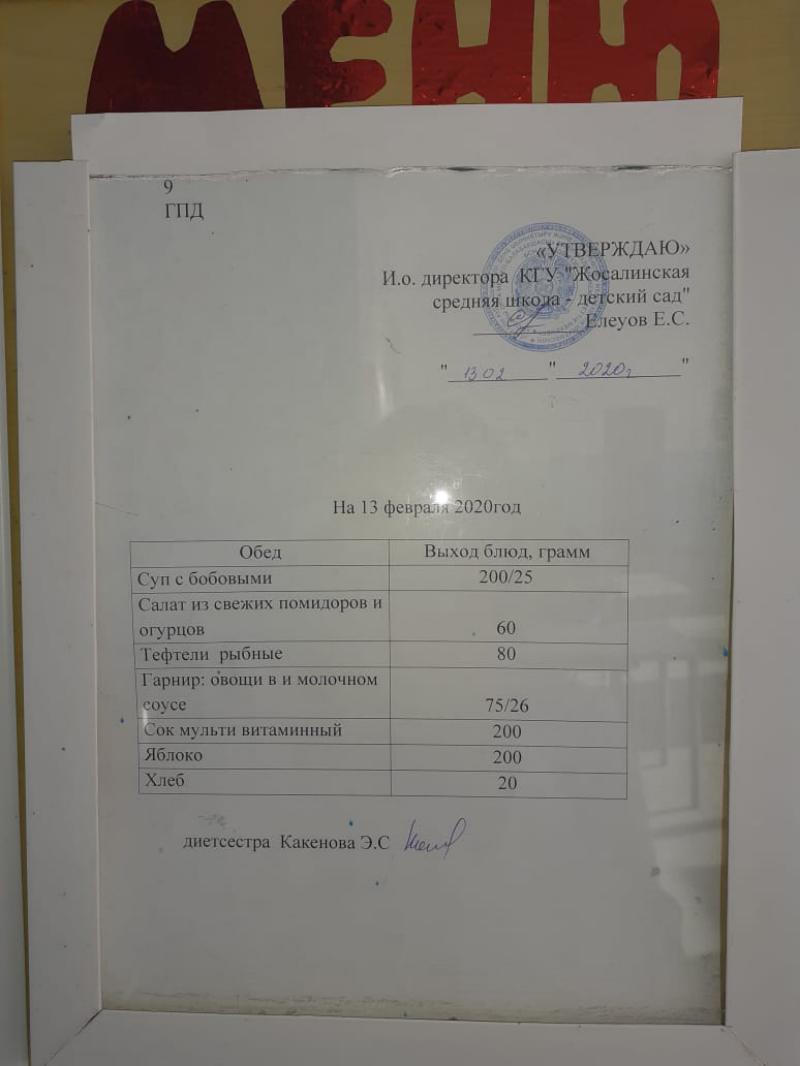 МЕНЮ
9
ГПД
«УТВЕРЖДАЮ»
И.о. директора КГУ "Жосалинская
средняя школа - детский сад"
Елеуов Е.С.
" 13 02 " 2020г "
На 13 февраля 2020год
Обед Выход блюд, грамм
Суп с бобовыми 200/25
Салат из свежих помидоров и
огурцов 60
Тефтели рыбные 80
Гарнир: овощи в и молочном
соусе 75/26
Сок мульти витаминный 200
Яблоко 200
Хлеб 20
диетсестра Какенова Э.С